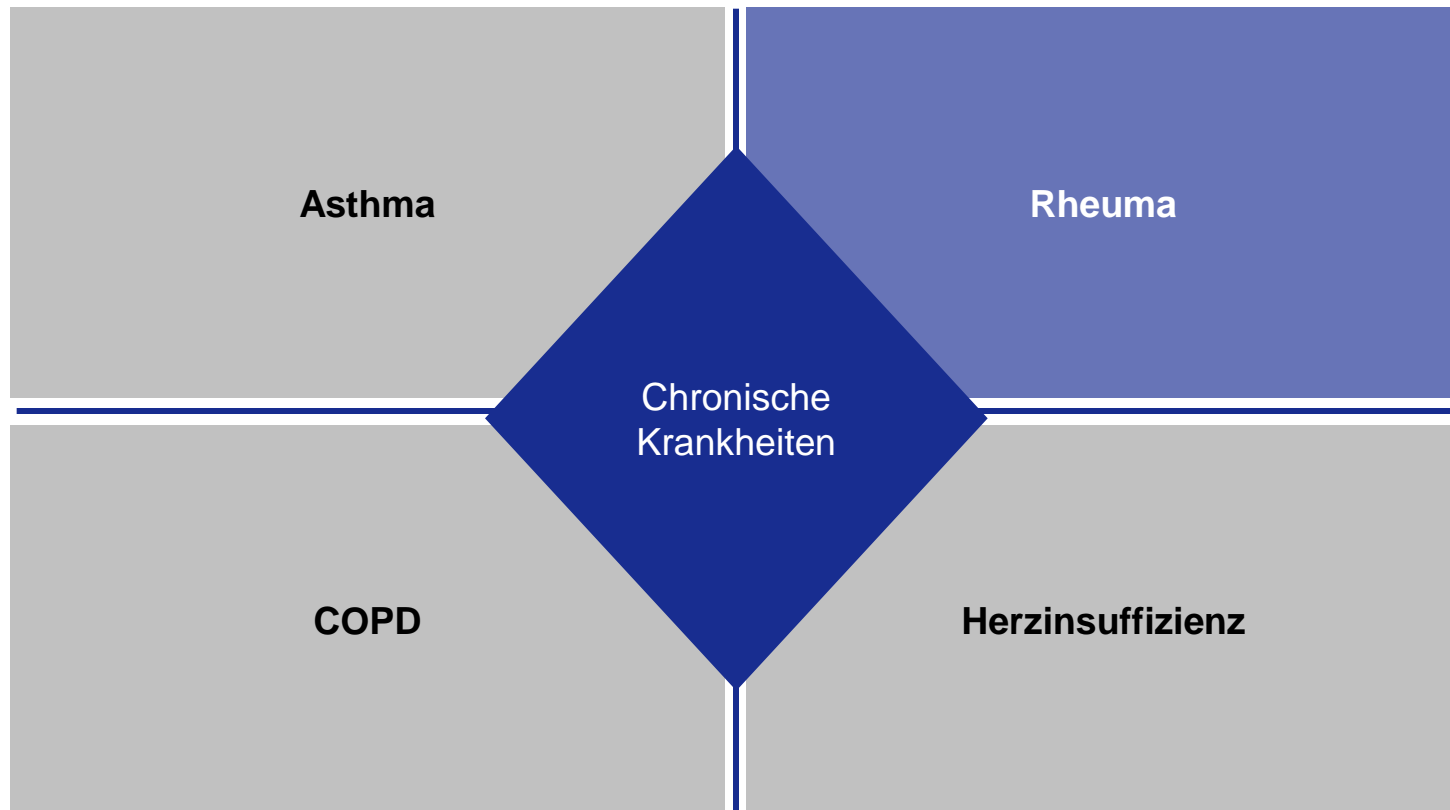 Asthma
Rheuma
Chronische
Krankheiten
COPD
Herzinsuffizienz